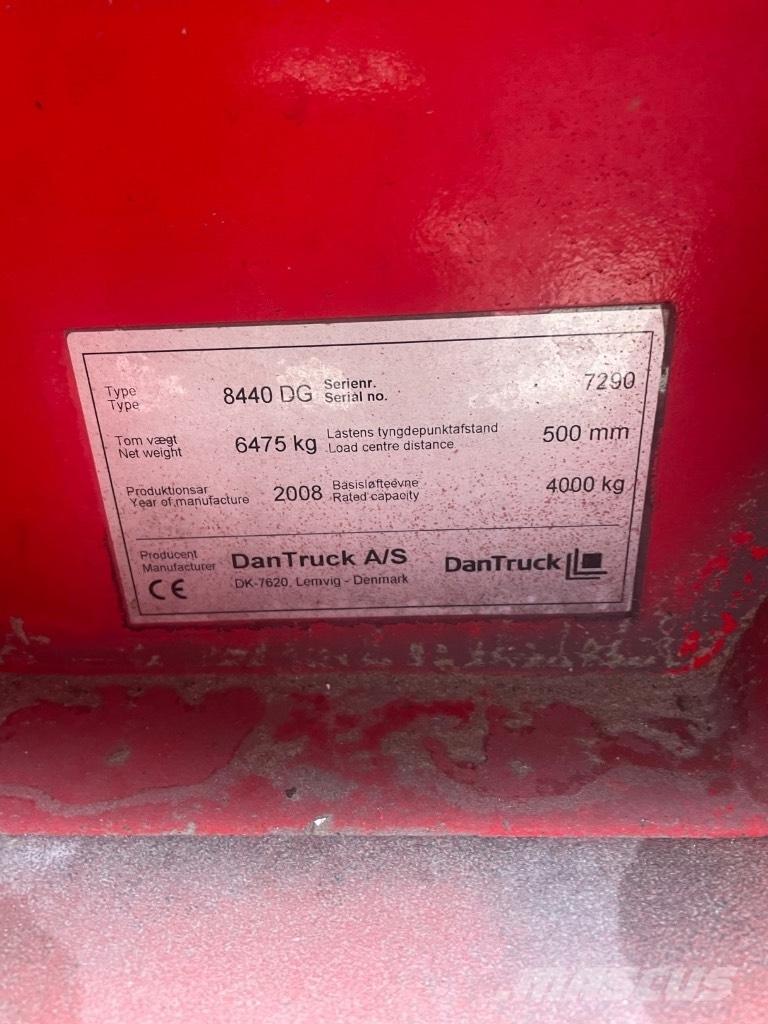 Type
Type
8440 DG
Serienr.
Serial no.
7290
Tom vægt
Net weight
6475 kg
Lastens tyngdepunktafstand
Load centre distance
500 mm
Produktionsår
Year of manufacture
2008
Basisløfteevne
Rated capacity
4000 kg
Producent
Manufacturer
DanTruck A/S
DK-7620, Lemvig - Denmark
DanTruck
CE
MASCUS